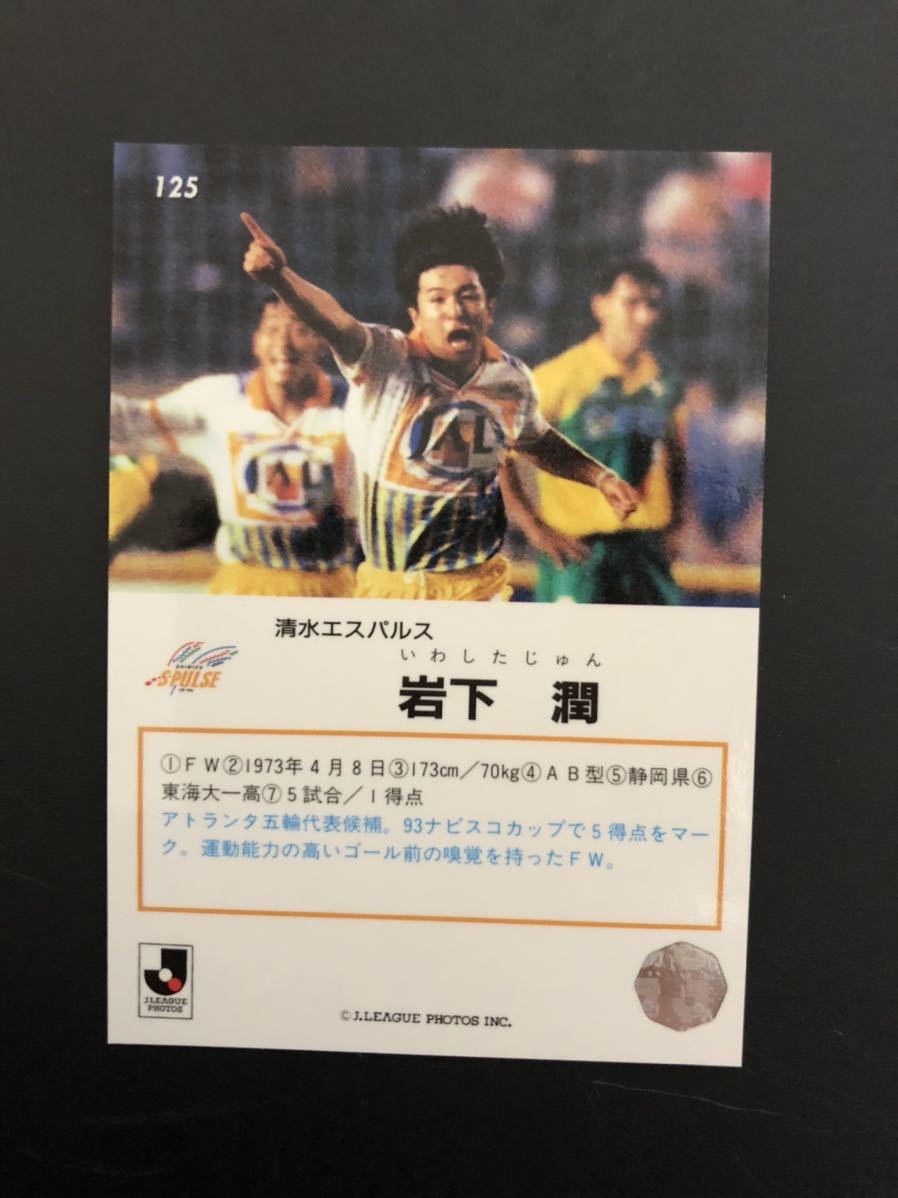 125
JAL
清水エスパルス
いわしたじゅん
岩下 潤
S-PULSE
①ＦＷ②1973年４月８日③173cm／70kg④ＡＢ型⑤静岡県⑥
東海大一高⑦５試合／１得点
アトランタ五輪代表候補。93ナビスコカップで５得点をマー
ク。運動能力の高いゴール前の嗅覚を持ったＦＷ。
J.LEAGUE
PHOTOS
©J.LEAGUE PHOTOS INC.